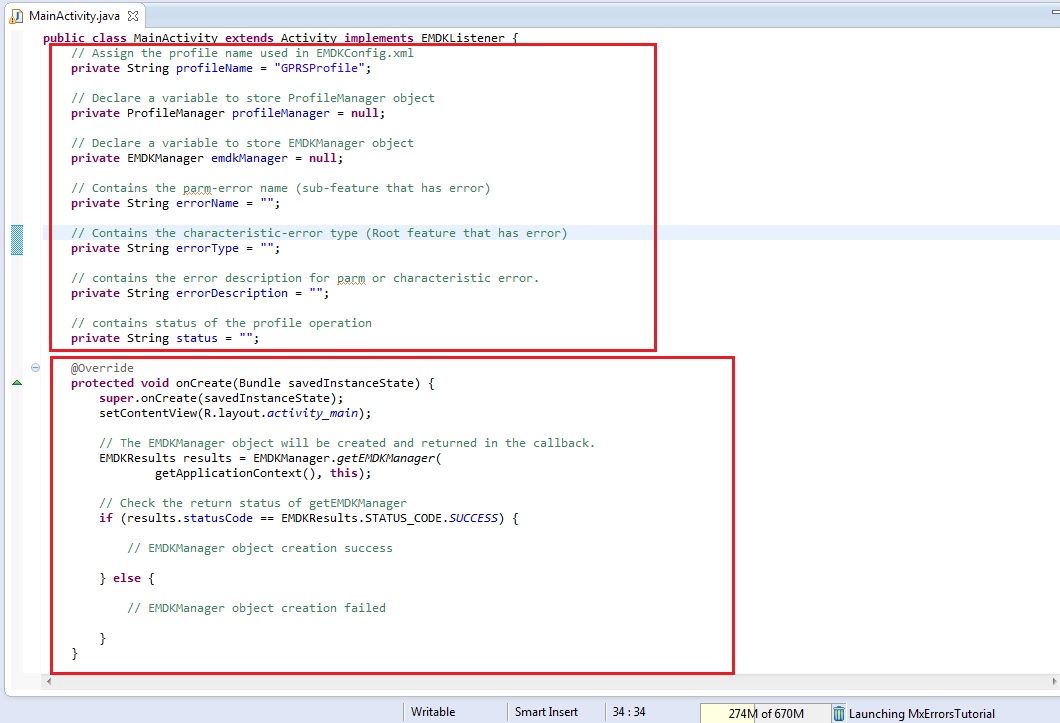 MainActivity.java
public class MainActivity extends Activity implements EMDKListener {
// Assign the profile name used in EMDKConfig.xml
private String profileName = "GPRSProfile";
// Declare a variable to store ProfileManager object
private ProfileManager profileManager = null;
// Declare a variable to store EMDKManager object
private EMDKManager emdkManager = null;
// Contains the parm-error name (sub-feature that has error)
private String errorName = "";
// Contains the characteristic-error type (Root feature that has error)
private String errorType = "";
// contains the error description for parm or characteristic error.
private String errorDescription = "";
// contains status of the profile operation
private String status = "";
@Override
protected void onCreate(Bundle savedInstanceState) {
super.onCreate(savedInstanceState);
setContentView(R.layout.activity_main);
// The EMDKManager object will be created and returned in the callback.
EMDKResults results = EMDKManager.getEMDKManager(
getApplicationContext(), this);
// Check the return status of getEMDKManager
if (results.statusCode == EMDKResults.STATUS_CODE.SUCCESS) {
// EMDKManager object creation success
} else {
// EMDKManager object creation failed
}
}
Writable
Smart Insert
34 : 34
274M of 670M
Launching MxErrorsTutorial